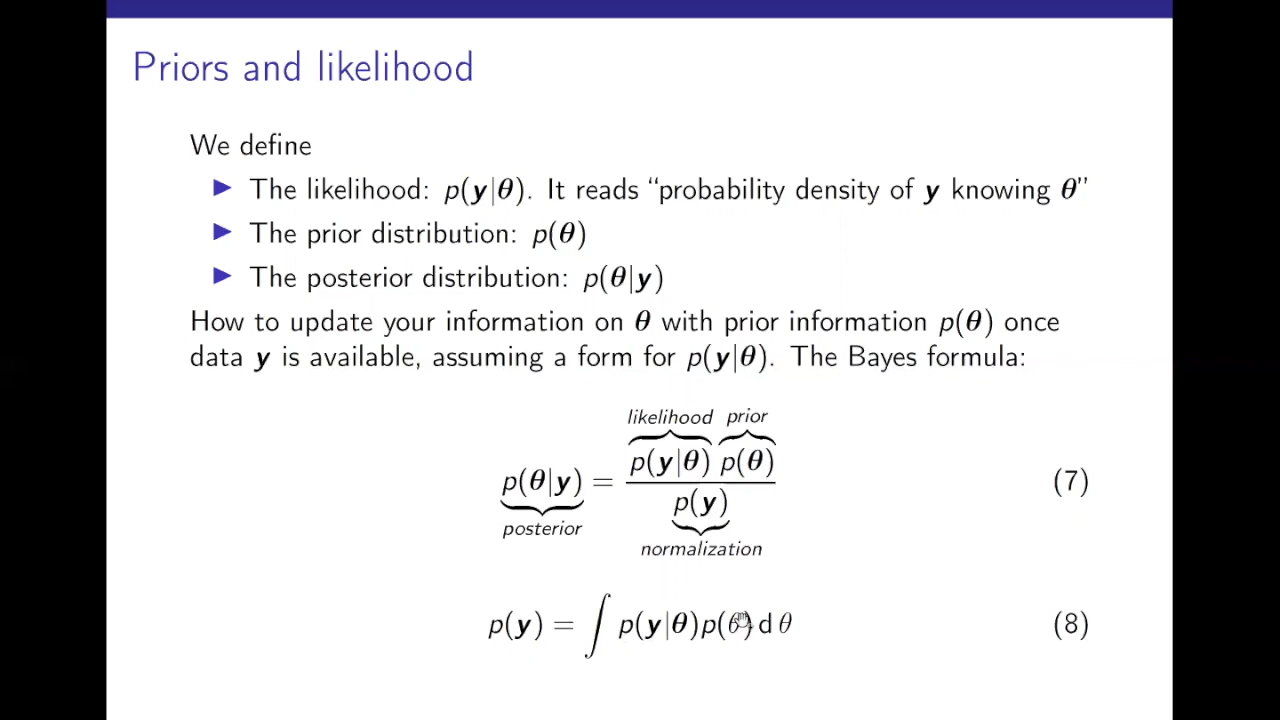 Priors and likelihood
We define
▶ The likelihood: p(y|θ). It reads “probability density of y knowing θ”
▶ The prior distribution: p(θ)
▶ The posterior distribution: p(θ|y)
How to update your information on θ with prior information p(θ) once
data y is available, assuming a form for p(y|θ). The Bayes formula:
likelihood prior
p(y|θ) p(θ)
p(θ|y) = (7)
p(y)
posterior
normalization
p(y) = ∫ p(y|θ)p(θ) d θ (8)